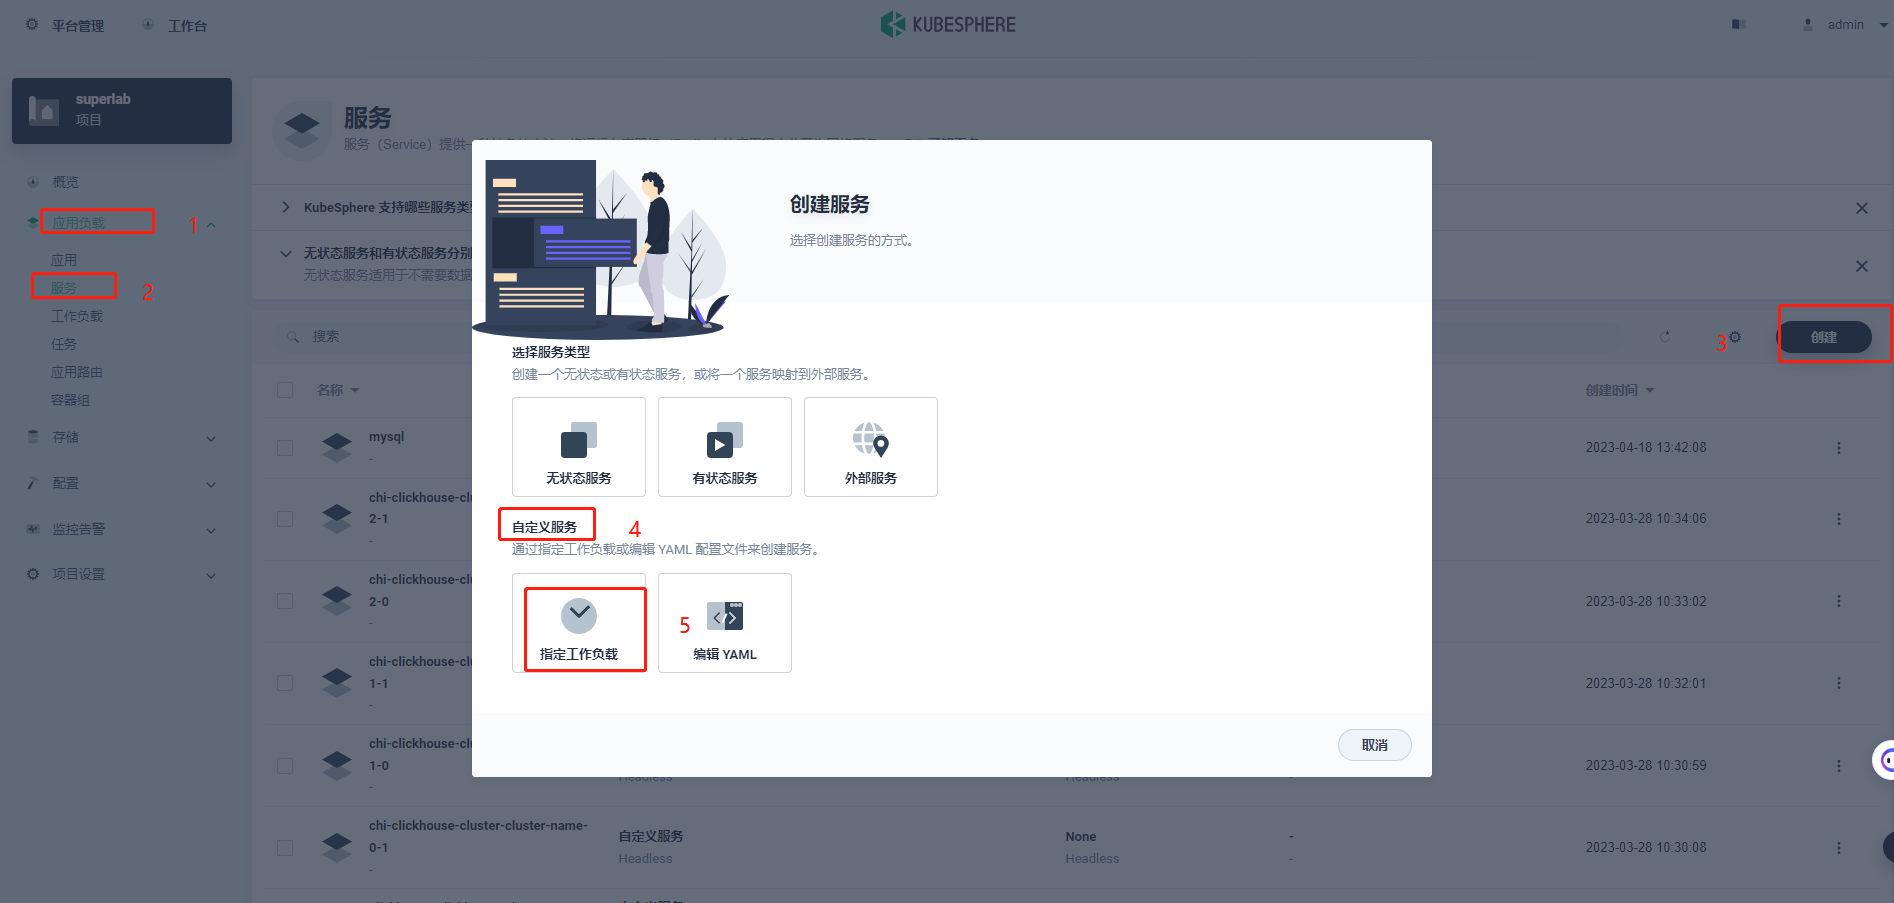 平台管理
工作台
KUBESPHERE
admin
superlab
项目
服务
服务（Service）提供一
概览
应用负载
1
应用
服务
2
工作负载
任务
应用路由
容器组
存储
配置
监控告警
项目设置
KubeSphere 支持哪些服务类
无状态服务和有状态服务分别
无状态服务适用于不需要数据
搜索
3
创建
名称
创建时间
mysql
-
2023-04-18 13:42:08
chi-clickhouse-clu
2-1
-
2023-03-28 10:34:06
chi-clickhouse-clu
2-0
-
2023-03-28 10:33:02
chi-clickhouse-clu
1-1
-
2023-03-28 10:32:01
chi-clickhouse-clu
1-0
-
Headless
Headless
-
2023-03-28 10:30:59
chi-clickhouse-cluster-cluster-name-
0-1
-
自定义服务
Headless
None
Headless
-
-
2023-03-28 10:30:08
创建服务
选择创建服务的方式。
选择服务类型
创建一个无状态或有状态服务，或将一个服务映射到外部服务。
无状态服务
有状态服务
外部服务
自定义服务
4
通过指定工作负载或编辑 YAML 配置文件来创建服务。
指定工作负载
5
编辑 YAML
取消